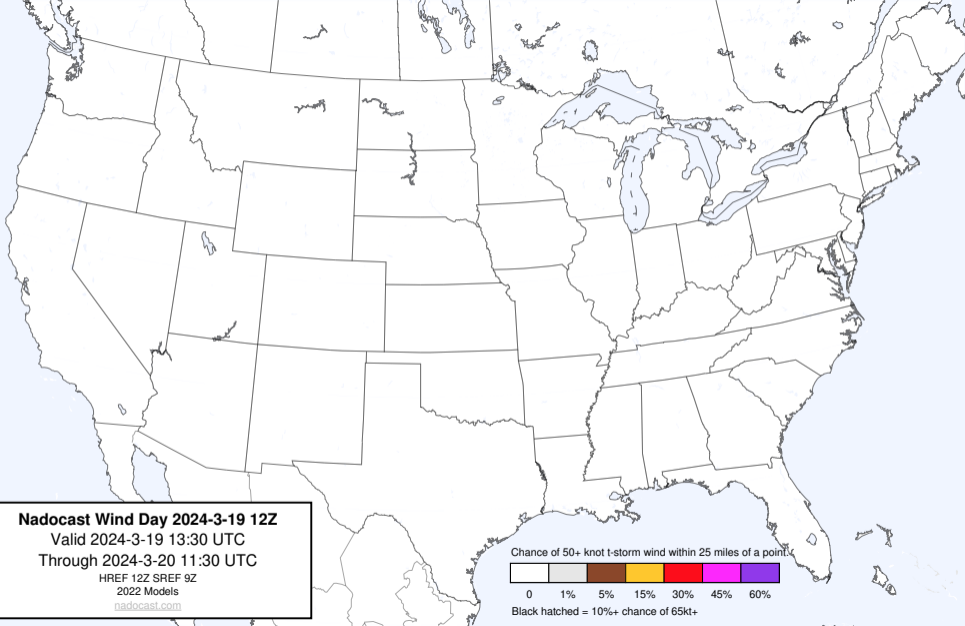 Nadocast Wind Day 2024-3-19 12Z
Valid 2024-3-19 13:30 UTC
Through 2024-3-20 11:30 UTC
HREF 12Z SREF 9Z
2022 Models
nadocast.com
Chance of 50+ knot t-storm wind within 25 miles of a point.
0 1% 5% 15% 30% 45% 60%
Black hatched = 10%+ chance of 65kt+